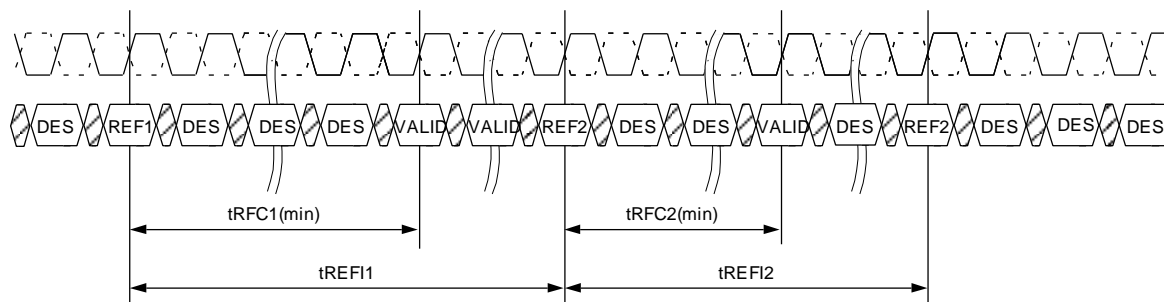 DES REF1 DES DES DES VALID VALID REF2 DES DES VALID DES REF2 DES DES DES
tRFC1(min) tRFC2(min)
tREFI1 tREFI2